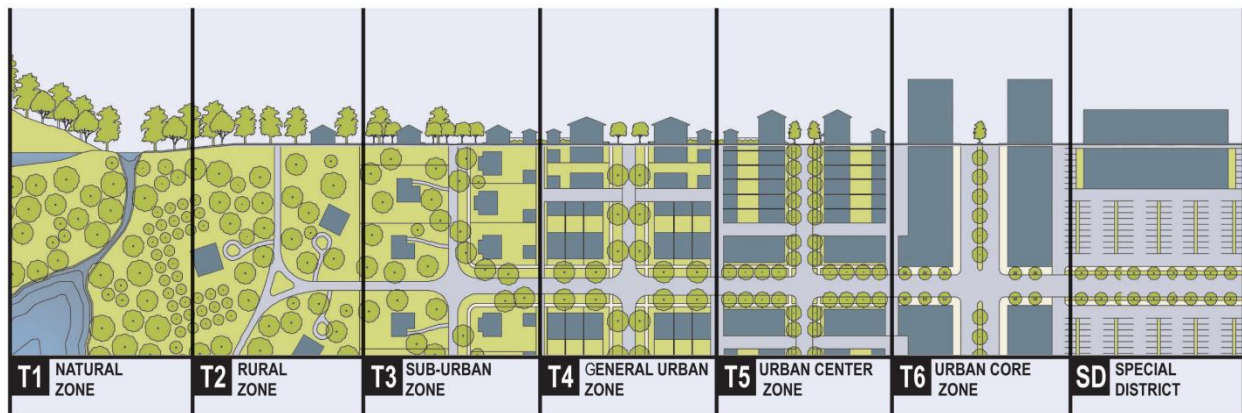 T1 NATURAL
ZONE
T2 RURAL
ZONE
T3 SUB-URBAN
ZONE
T4 GENERAL URBAN
ZONE
T5 URBAN CENTER
ZONE
T6 URBAN CORE
ZONE
SD SPECIAL
DISTRICT